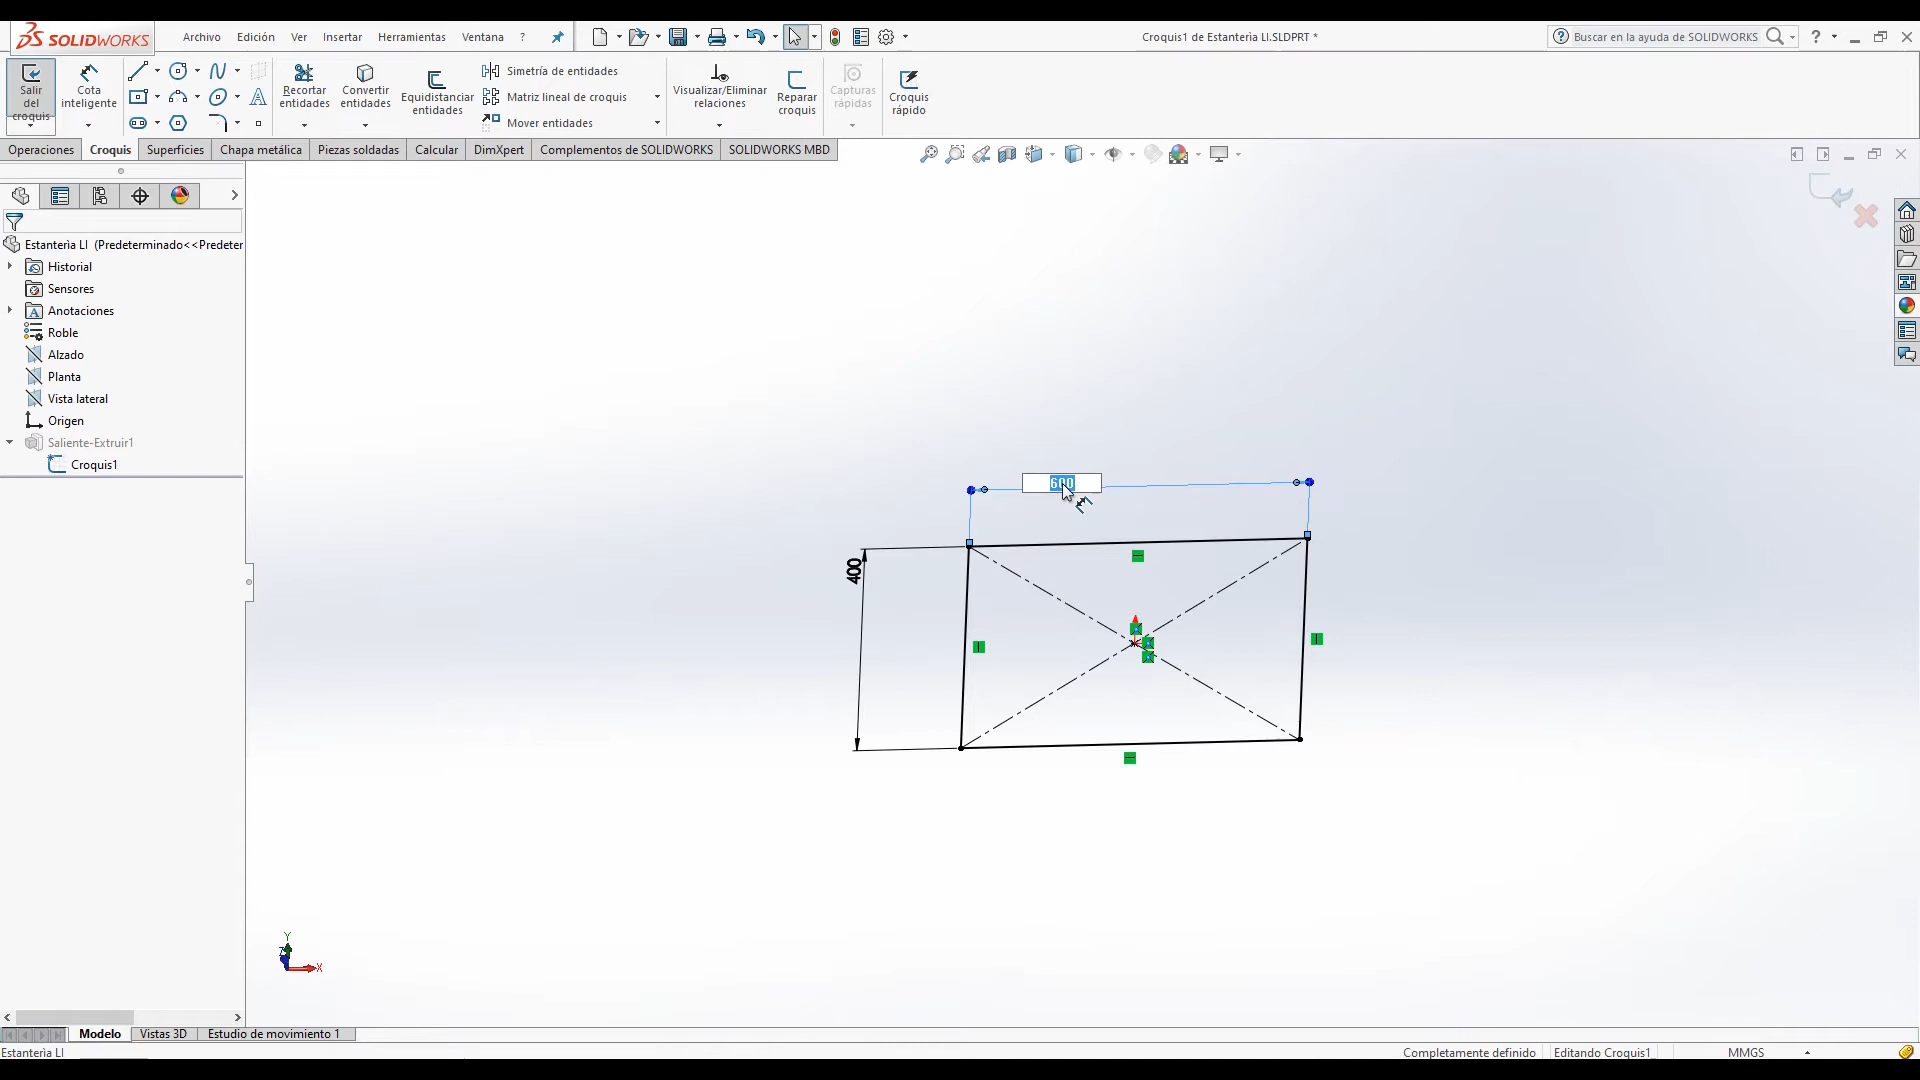 SOLIDWORKS
Archivo
Edición
Ver
Insertar
Herramientas
Ventana
?
Croquis1 de Estanterìa LI.SLDPRT *
Buscar en la ayuda de SOLIDWORKS
?
Salir del croquis
Cota inteligente
Recortar entidades
Convertir entidades
Equidistanciar entidades
Simetría de entidades
Matriz lineal de croquis
Mover entidades
Visualizar/Eliminar relaciones
Reparar croquis
Capturas rápidas
Croquis rápido
Operaciones
Croquis
Superficies
Chapa metálica
Piezas soldadas
Calcular
DimXpert
Complementos de SOLIDWORKS
SOLIDWORKS MBD
Estanterìa LI (Predeterminado<<Predeter
Historial
Sensores
Anotaciones
Roble
Alzado
Planta
Vista lateral
Origen
Saliente-Extruir1
Croquis1
600
400
Y
Z
X
Modelo
Vistas 3D
Estudio de movimiento 1
Estanterìa LI
Completamente definido
Editando Croquis1
MMGS